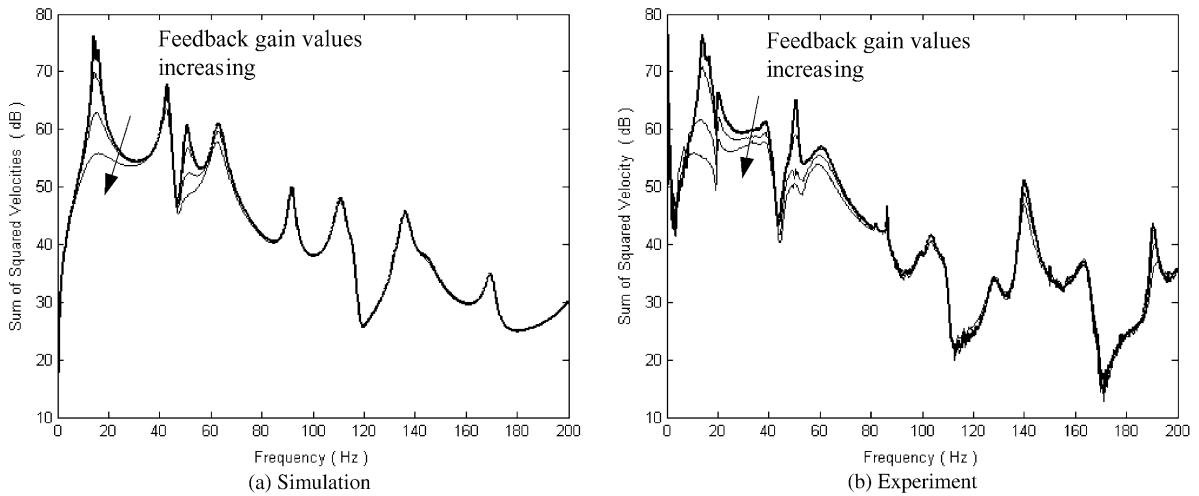 80
70
60
50
40
30
20
10
0 20 40 60 80 100 120 140 160 180 200
Sum of Squared Velocities ( dB )
Frequency ( Hz )
Feedback gain values
increasing
(a) Simulation
80
70
60
50
40
30
20
10
0 20 40 60 80 100 120 140 160 180 200
Sum of Squared Velocity ( dB )
Frequency ( Hz )
Feedback gain values
increasing
(b) Experiment